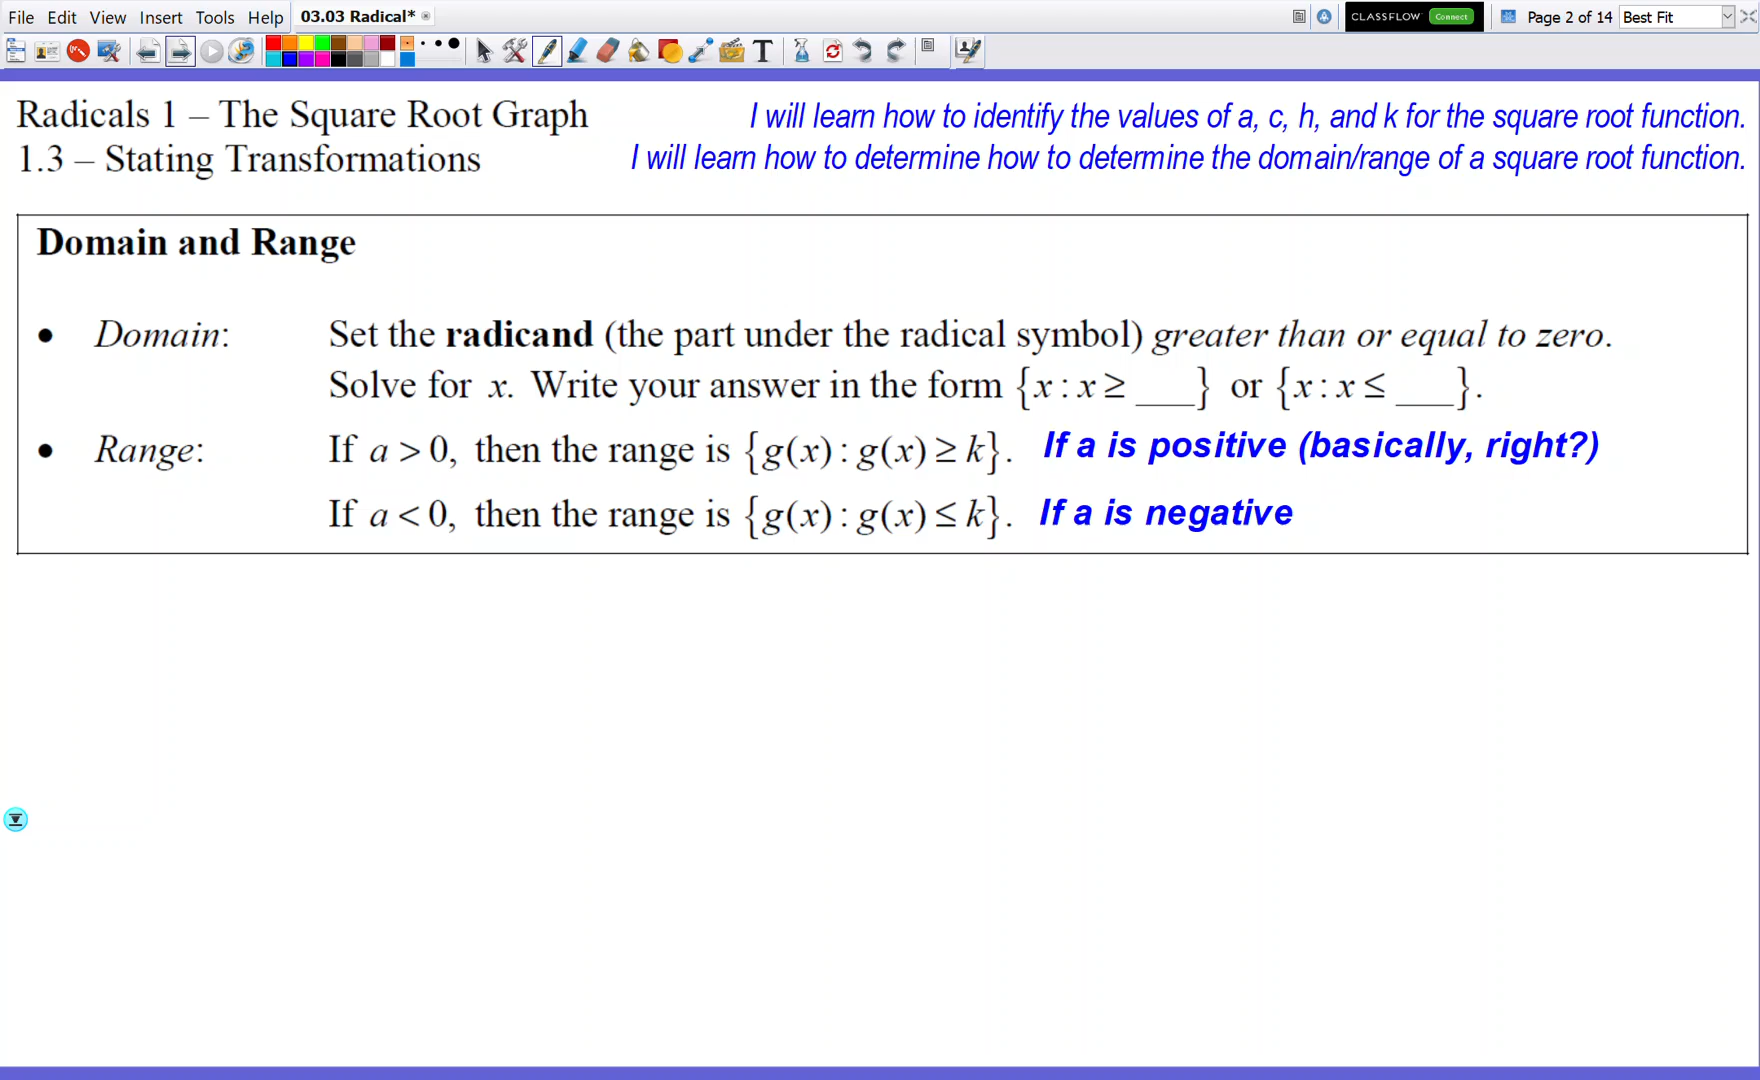 File Edit View Insert Tools Help 03.03 Radical* CLASSFLOW Connect Page 2 of 14 Best Fit
Radicals 1 – The Square Root Graph
I will learn how to identify the values of a, c, h, and k for the square root function.
1.3 – Stating Transformations
I will learn how to determine how to determine the domain/range of a square root function.
Domain and Range
• Domain: Set the radicand (the part under the radical symbol) greater than or equal to zero.
Solve for x. Write your answer in the form {x : x ≥ ___} or {x : x ≤ ___}.
• Range: If a > 0, then the range is {g(x) : g(x) ≥ k}. If a is positive (basically, right?)
If a < 0, then the range is {g(x) : g(x) ≤ k}. If a is negative